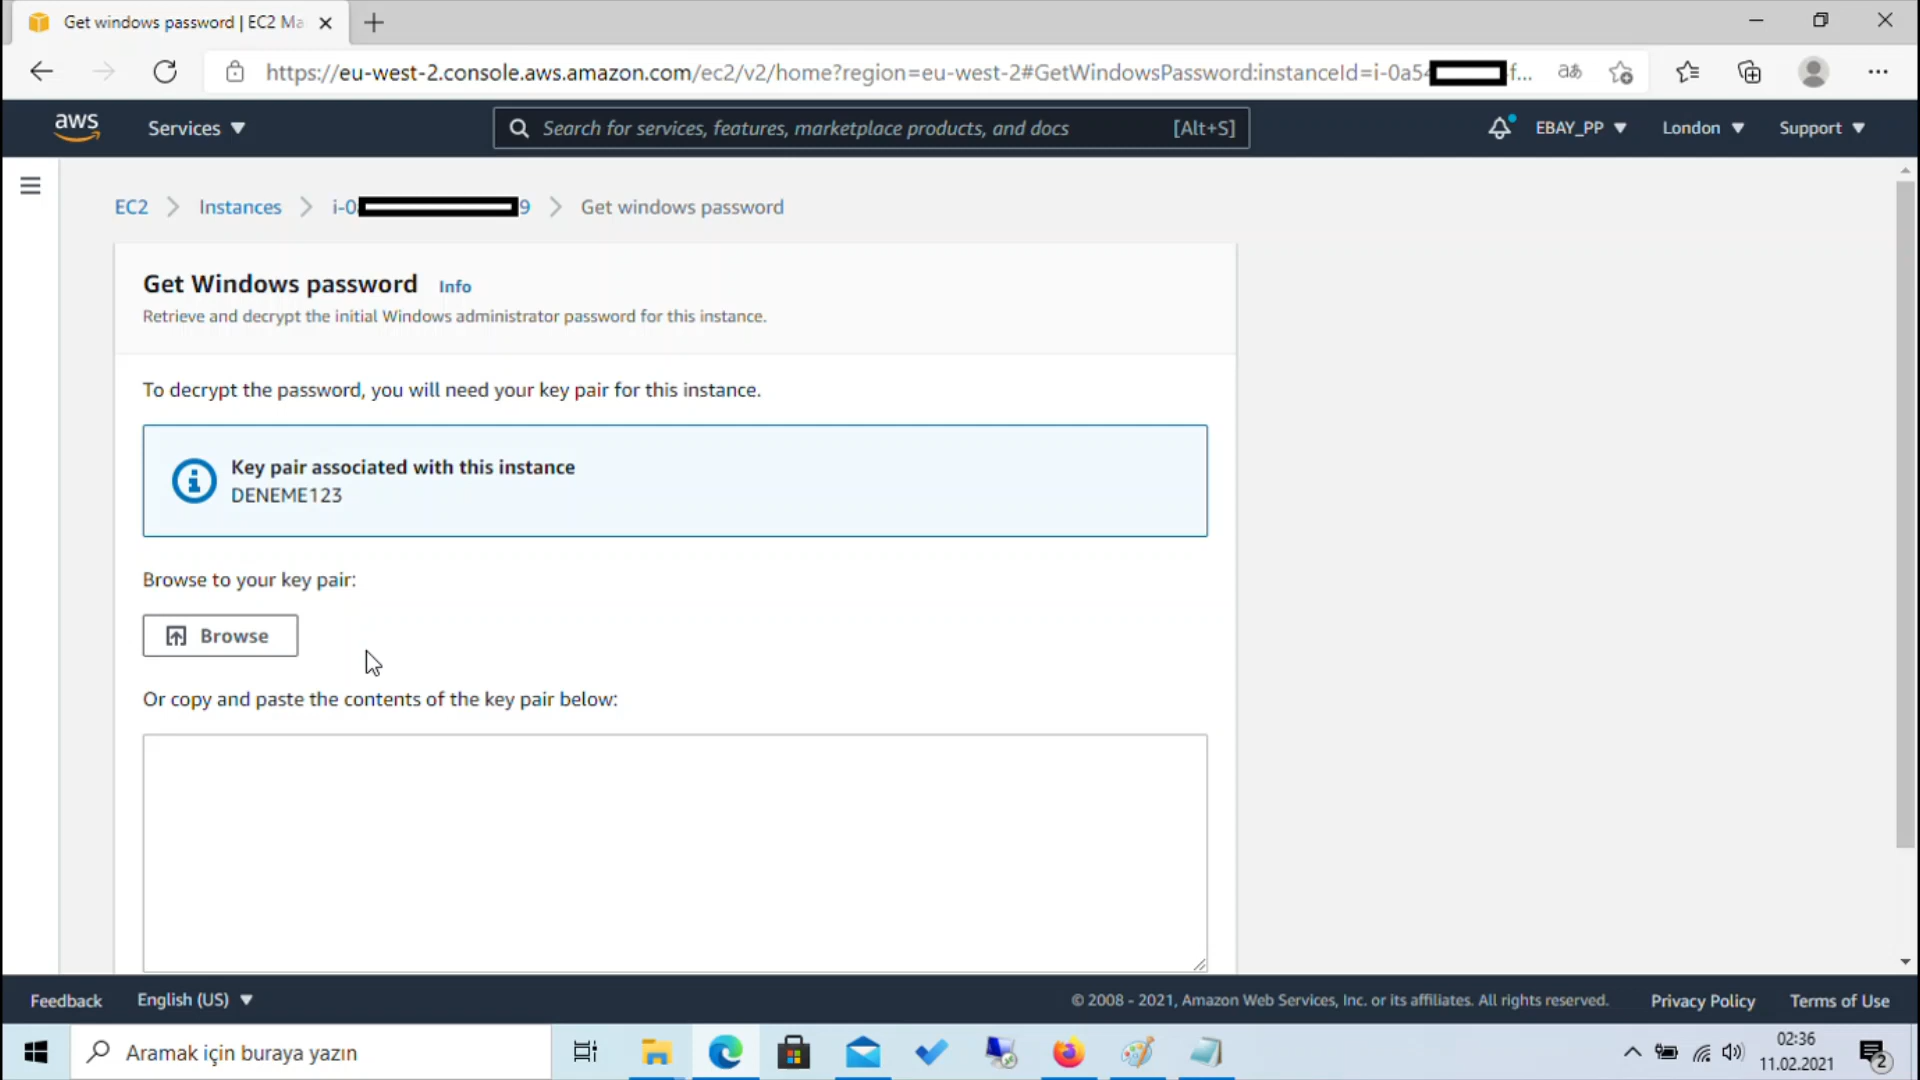 Get windows password | EC2 Ma
https://eu-west-2.console.aws.amazon.com/ec2/v2/home?region=eu-west-2#GetWindowsPassword:instanceId=i-0a54 f...
aあ
aws
Services
Search for services, features, marketplace products, and docs
[Alt+S]
EBAY_PP
London
Support
EC2
Instances
i-0 9
Get windows password
Get Windows password Info
Retrieve and decrypt the initial Windows administrator password for this instance.
To decrypt the password, you will need your key pair for this instance.
Key pair associated with this instance
DENEME123
Browse to your key pair:
Browse
Or copy and paste the contents of the key pair below:
Feedback
English (US)
© 2008 - 2021, Amazon Web Services, Inc. or its affiliates. All rights reserved.
Privacy Policy
Terms of Use
Aramak için buraya yazın
02:36
11.02.2021
2